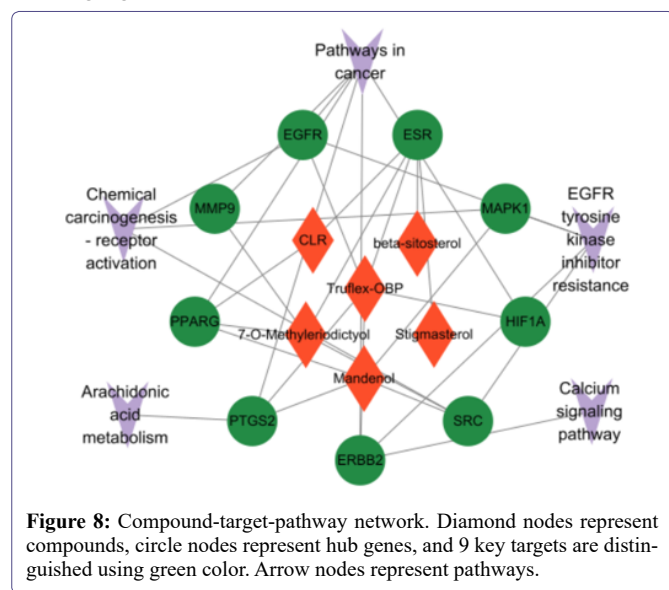 Pathways in
cancer
EGFR
ESR
Chemical
carcinogenesis
- receptor
activation
MMP9
MAPK1
EGFR
tyrosine
kinase
inhibitor
resistance
CLR
beta-sitosterol
Truflex-OBP
PPARG
7-O-Methyleriodictyol
Stigmasterol
HIF1A
Mandenol
Arachidonic
acid
metabolism
PTGS2
SRC
Calcium
signaling
pathway
ERBB2
Figure 8: Compound-target-pathway network. Diamond nodes represent
compounds, circle nodes represent hub genes, and 9 key targets are distin-
guished using green color. Arrow nodes represent pathways.